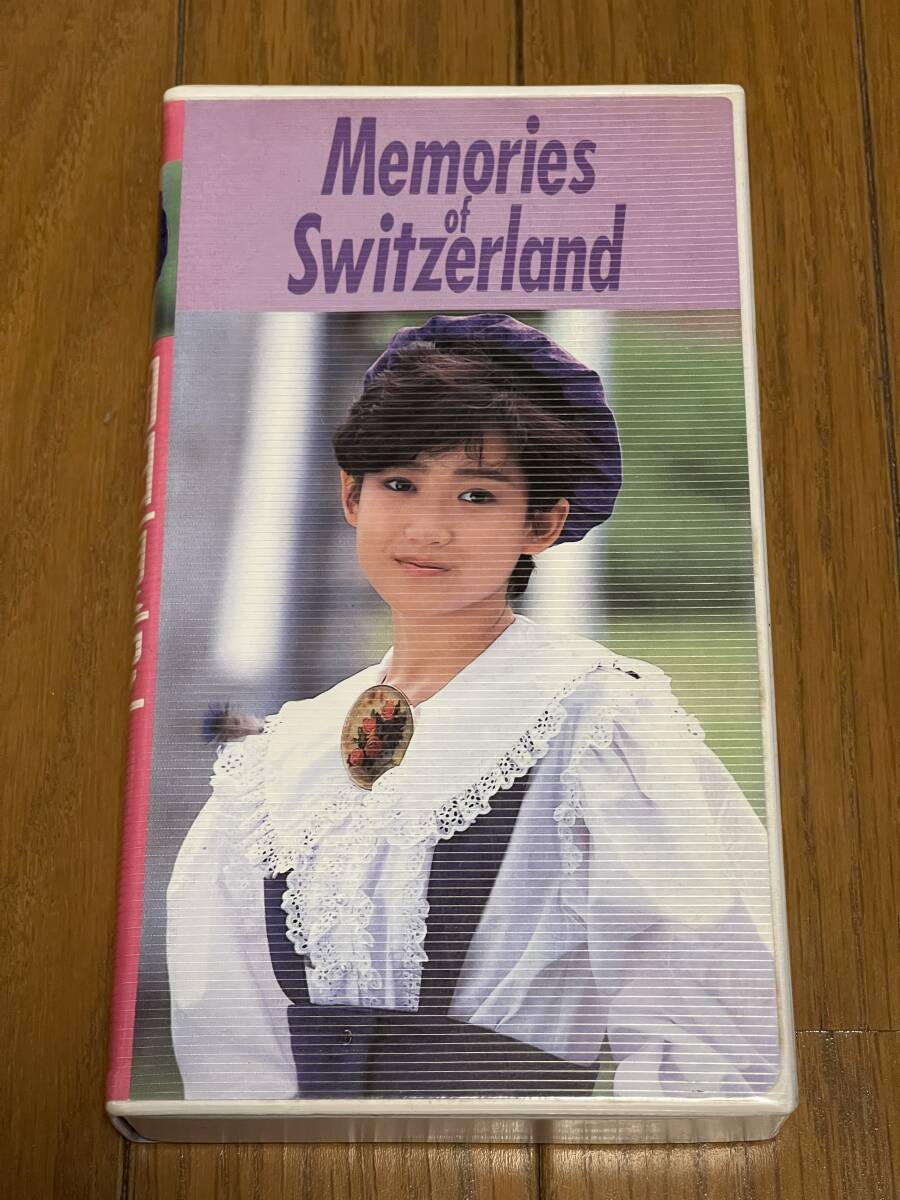 Memories
of
Switzerland